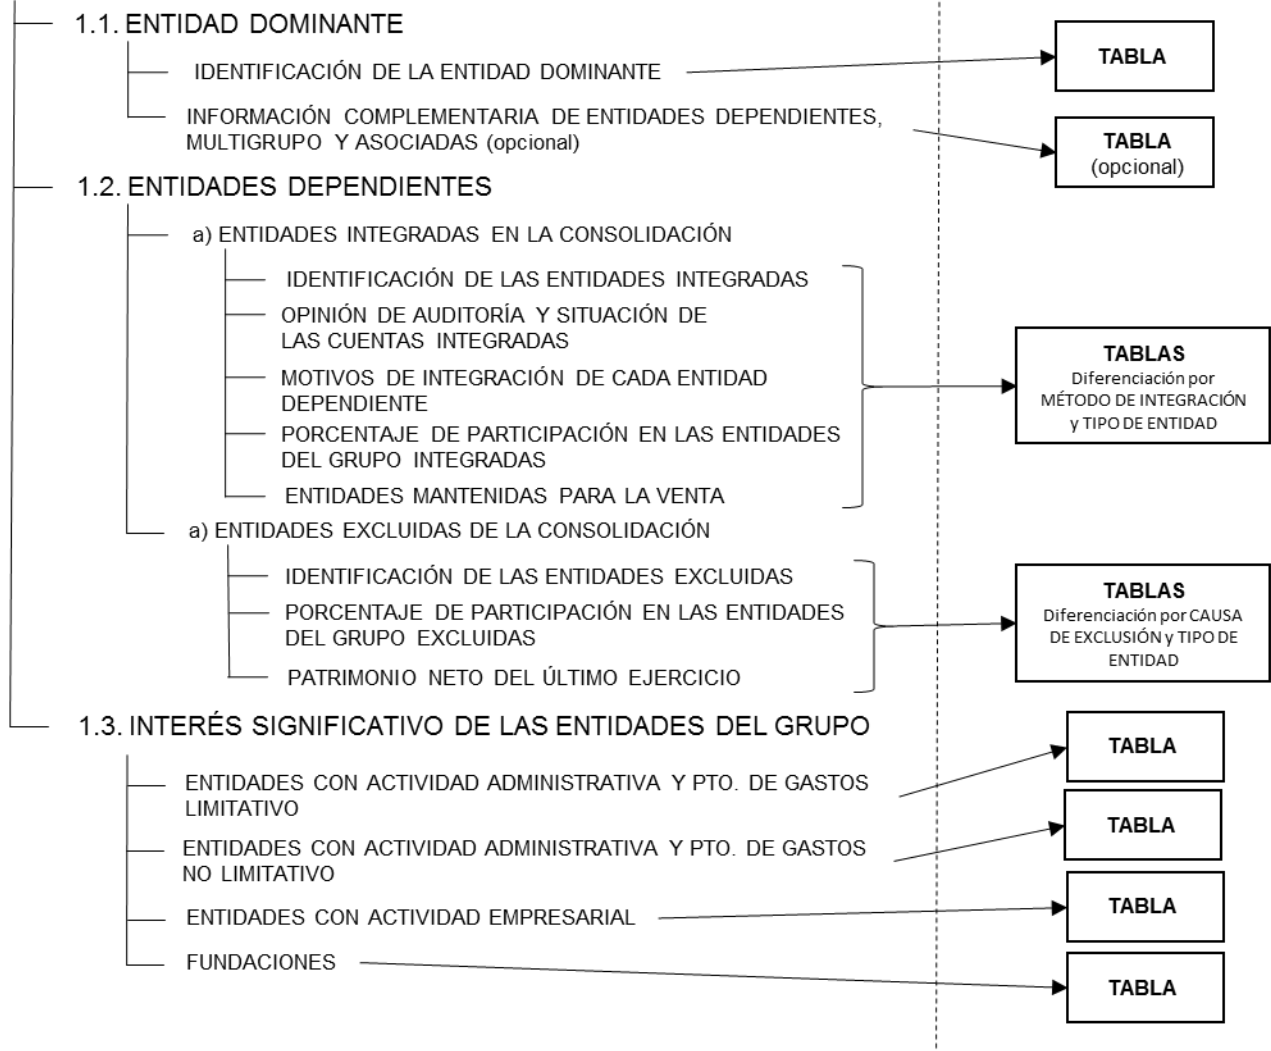 1.1. ENTIDAD DOMINANTE
IDENTIFICACIÓN DE LA ENTIDAD DOMINANTE
TABLA
INFORMACIÓN COMPLEMENTARIA DE ENTIDADES DEPENDIENTES,
MULTIGRUPO Y ASOCIADAS (opcional)
TABLA
(opcional)
1.2. ENTIDADES DEPENDIENTES
a) ENTIDADES INTEGRADAS EN LA CONSOLIDACIÓN
IDENTIFICACIÓN DE LAS ENTIDADES INTEGRADAS
OPINIÓN DE AUDITORÍA Y SITUACIÓN DE
LAS CUENTAS INTEGRADAS
MOTIVOS DE INTEGRACIÓN DE CADA ENTIDAD
DEPENDIENTE
PORCENTAJE DE PARTICIPACIÓN EN LAS ENTIDADES
DEL GRUPO INTEGRADAS
ENTIDADES MANTENIDAS PARA LA VENTA
TABLAS
Diferenciación por
MÉTODO DE INTEGRACIÓN
y TIPO DE ENTIDAD
a) ENTIDADES EXCLUIDAS DE LA CONSOLIDACIÓN
IDENTIFICACIÓN DE LAS ENTIDADES EXCLUIDAS
PORCENTAJE DE PARTICIPACIÓN EN LAS ENTIDADES
DEL GRUPO EXCLUIDAS
PATRIMONIO NETO DEL ÚLTIMO EJERCICIO
TABLAS
Diferenciación por CAUSA
DE EXCLUSIÓN y TIPO DE
ENTIDAD
1.3. INTERÉS SIGNIFICATIVO DE LAS ENTIDADES DEL GRUPO
ENTIDADES CON ACTIVIDAD ADMINISTRATIVA Y PTO. DE GASTOS
LIMITATIVO
TABLA
ENTIDADES CON ACTIVIDAD ADMINISTRATIVA Y PTO. DE GASTOS
NO LIMITATIVO
TABLA
ENTIDADES CON ACTIVIDAD EMPRESARIAL
TABLA
FUNDACIONES
TABLA